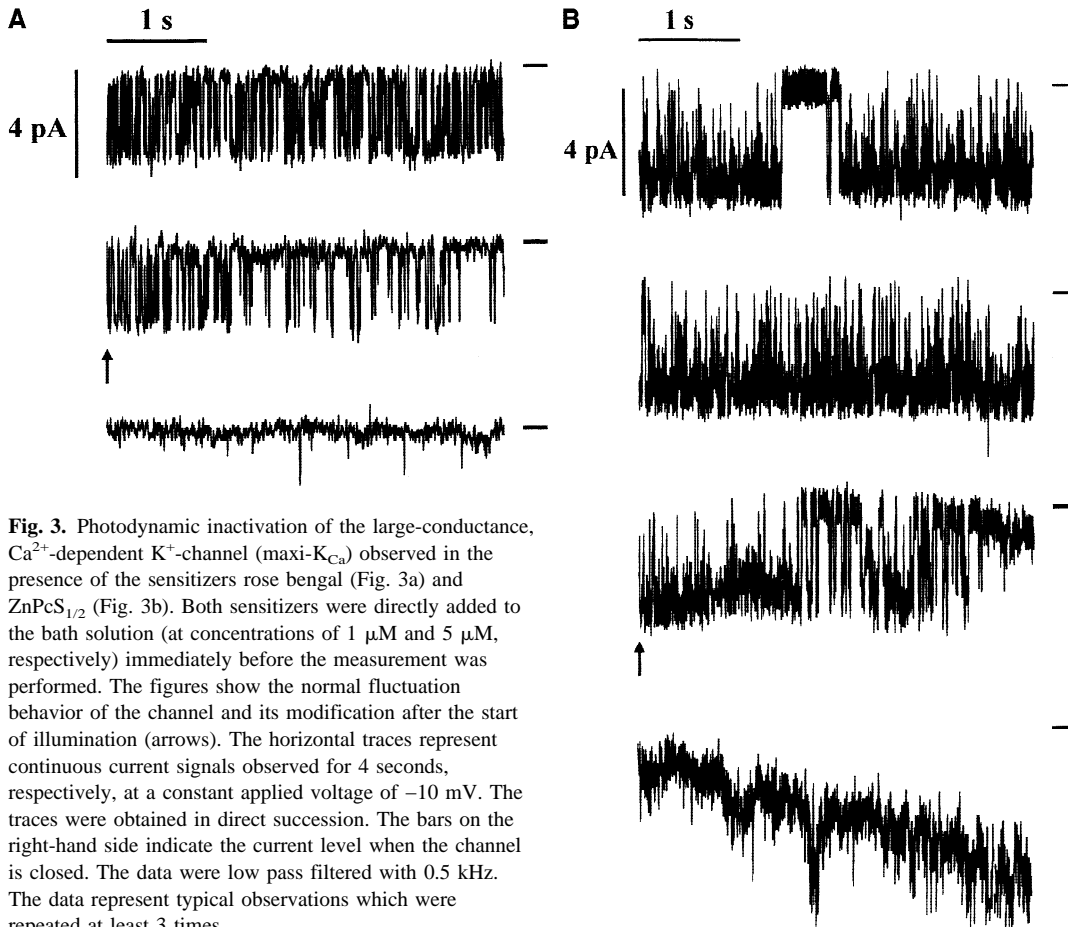 A
1 s
4 pA
B
1 s
4 pA
Fig. 3. Photodynamic inactivation of the large-conductance,
Ca²⁺-dependent K⁺-channel (maxi-K_Ca) observed in the
presence of the sensitizers rose bengal (Fig. 3a) and
ZnPcS₁/₂ (Fig. 3b). Both sensitizers were directly added to
the bath solution (at concentrations of 1 μM and 5 μM,
respectively) immediately before the measurement was
performed. The figures show the normal fluctuation
behavior of the channel and its modification after the start
of illumination (arrows). The horizontal traces represent
continuous current signals observed for 4 seconds,
respectively, at a constant applied voltage of –10 mV. The
traces were obtained in direct succession. The bars on the
right-hand side indicate the current level when the channel
is closed. The data were low pass filtered with 0.5 kHz.
The data represent typical observations which were
repeated at least 3 times